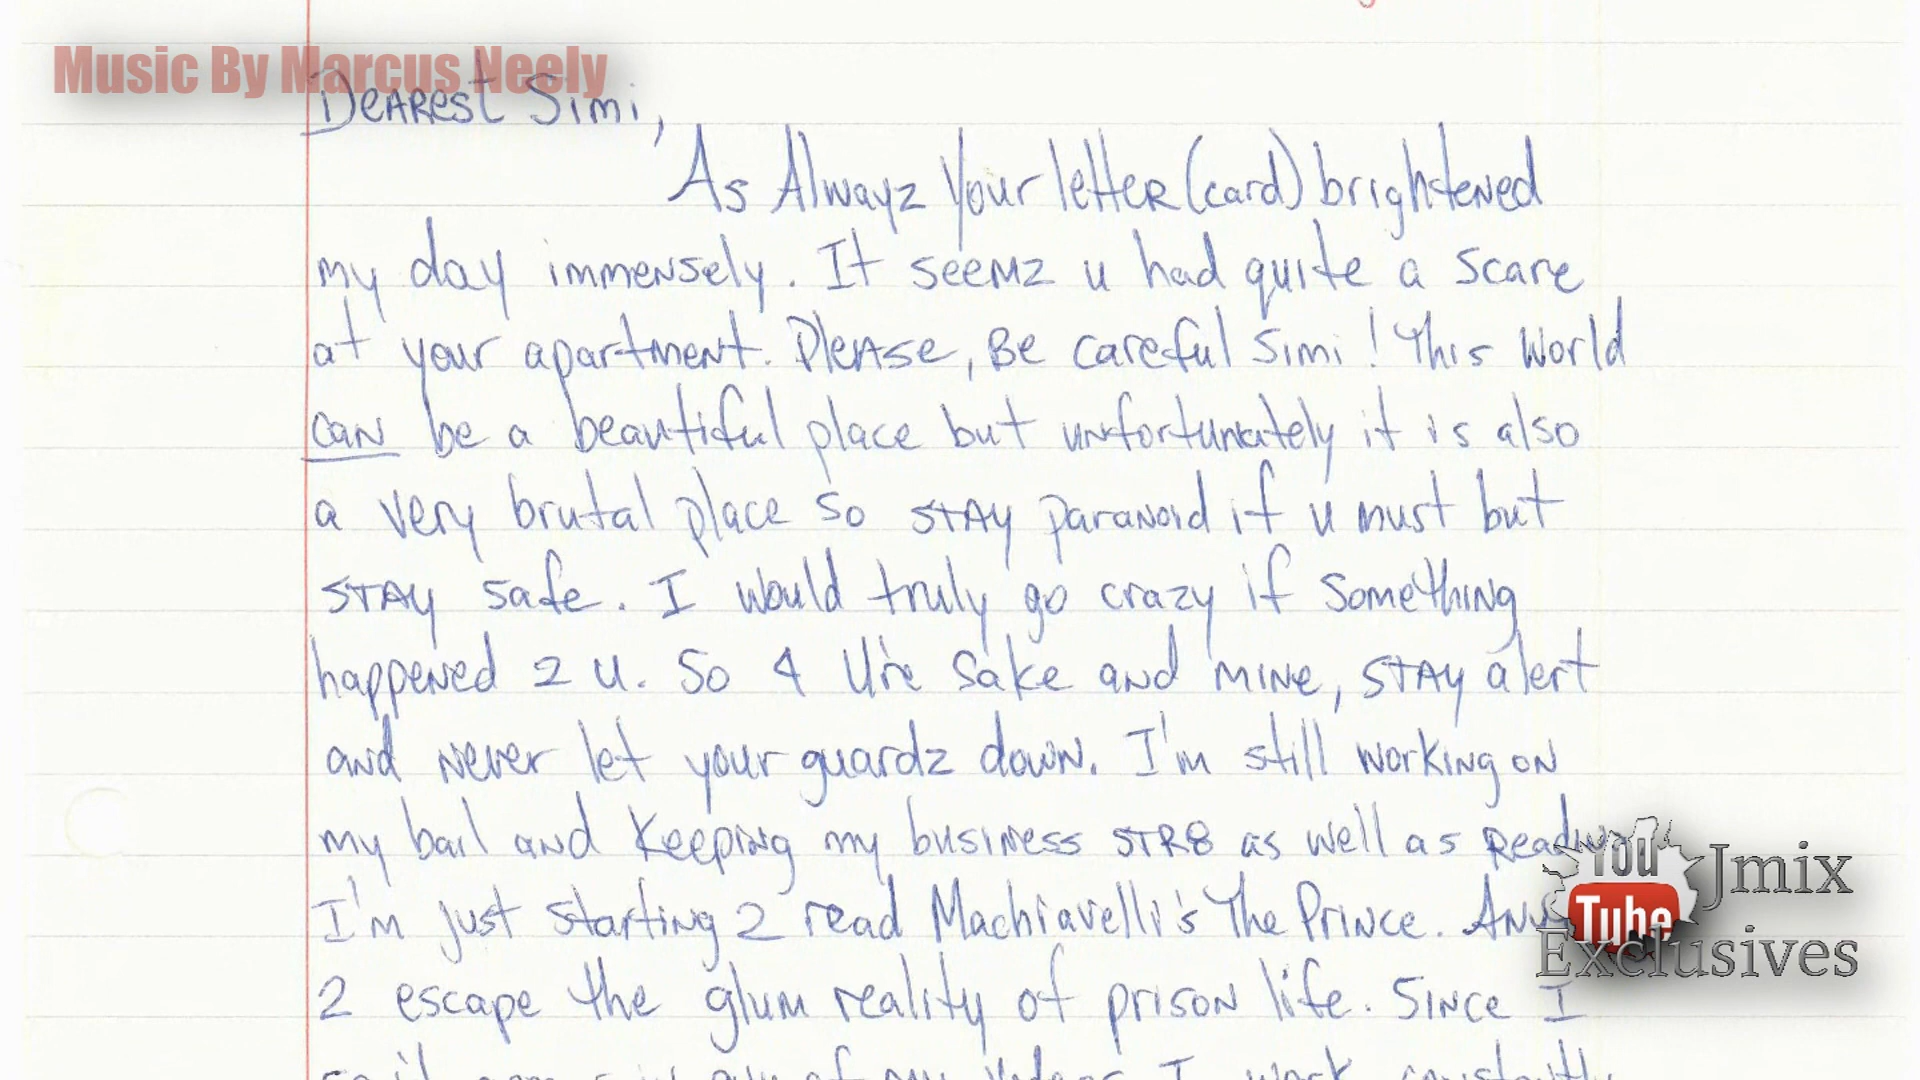 Music By Marcus Neely
Dearest Simi,
As Alwayz Your letter (card) brightened
my day immensely. It seemz u had quite a scare
at your apartment. Please, Be careful Simi! This World
can be a beautiful place but unfortunately it is also
a very brutal place so STAY paranoid if u must but
STAY safe. I would truly go crazy if something
happened 2 U. So 4 U're sake and mine, STAY alert
and never let your guardz down. I'm still working on
my bail and keeping my business STR8 as well as
I'm just starting 2 read Machiavelli's The Prince.
2 escape the glum reality of prison life. Since I
I work constantly
You
Tube
Jmix
Exclusives